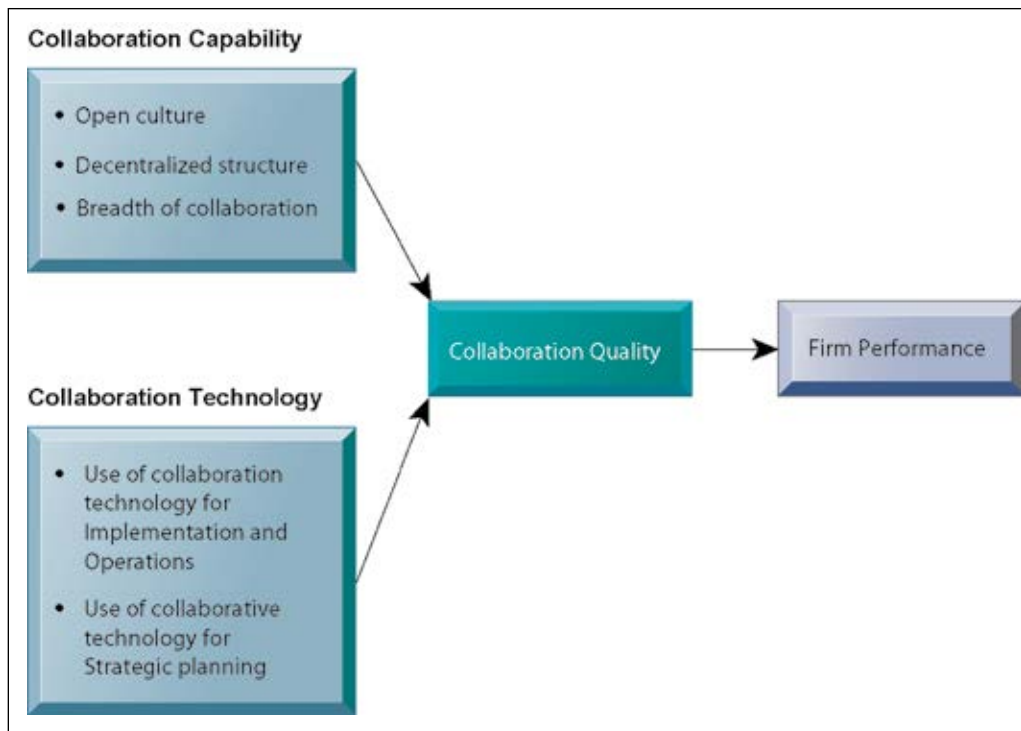 Collaboration Capability
• Open culture
• Decentralized structure
• Breadth of collaboration
Collaboration Quality
Firm Performance
Collaboration Technology
• Use of collaboration
technology for
Implementation and
Operations
• Use of collaborative
technology for
Strategic planning